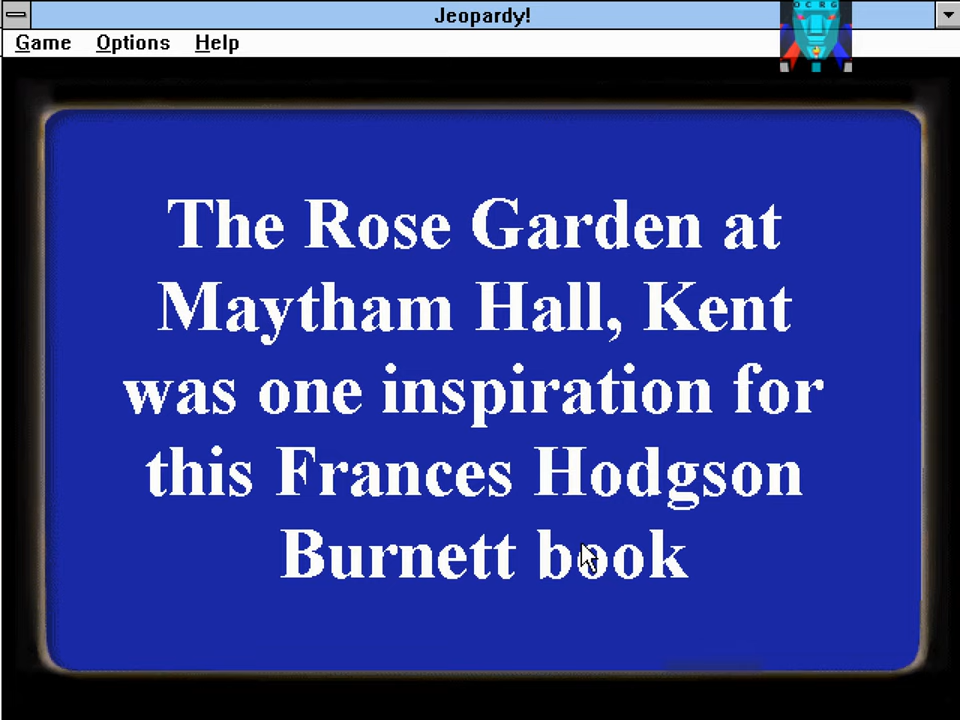 Jeopardy!
OCRG
Game Options Help
The Rose Garden at
Maytham Hall, Kent
was one inspiration for
this Frances Hodgson
Burnett book